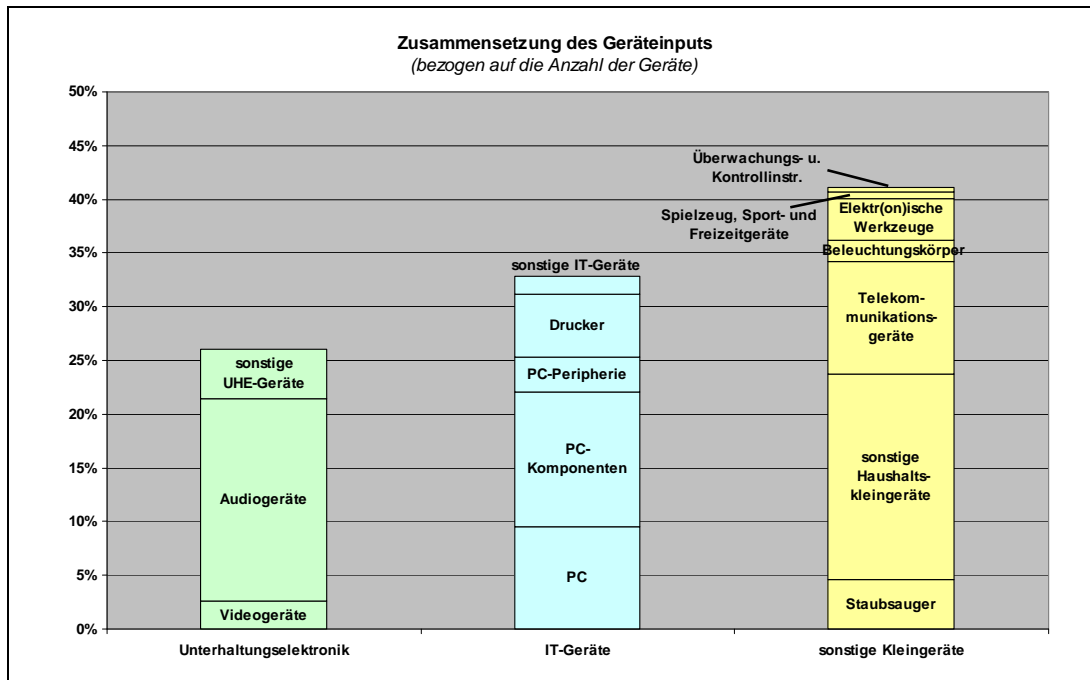 Zusammensetzung des Geräteinputs
(bezogen auf die Anzahl der Geräte)
50%
45%
40%
35%
30%
25%
20%
15%
10%
5%
0%
sonstige
UHE-Geräte
Audiogeräte
Videogeräte
sonstige IT-Geräte
Drucker
PC-Peripherie
PC-
Komponenten
PC
Überwachungs- u.
Kontrollinstr.
Spielzeug, Sport- und
Freizeitgeräte
Elektr(on)ische
Werkzeuge
Beleuchtungskörper
Telekom-
munikations-
geräte
sonstige
Haushalts-
kleingeräte
Staubsauger
Unterhaltungselektronik
IT-Geräte
sonstige Kleingeräte